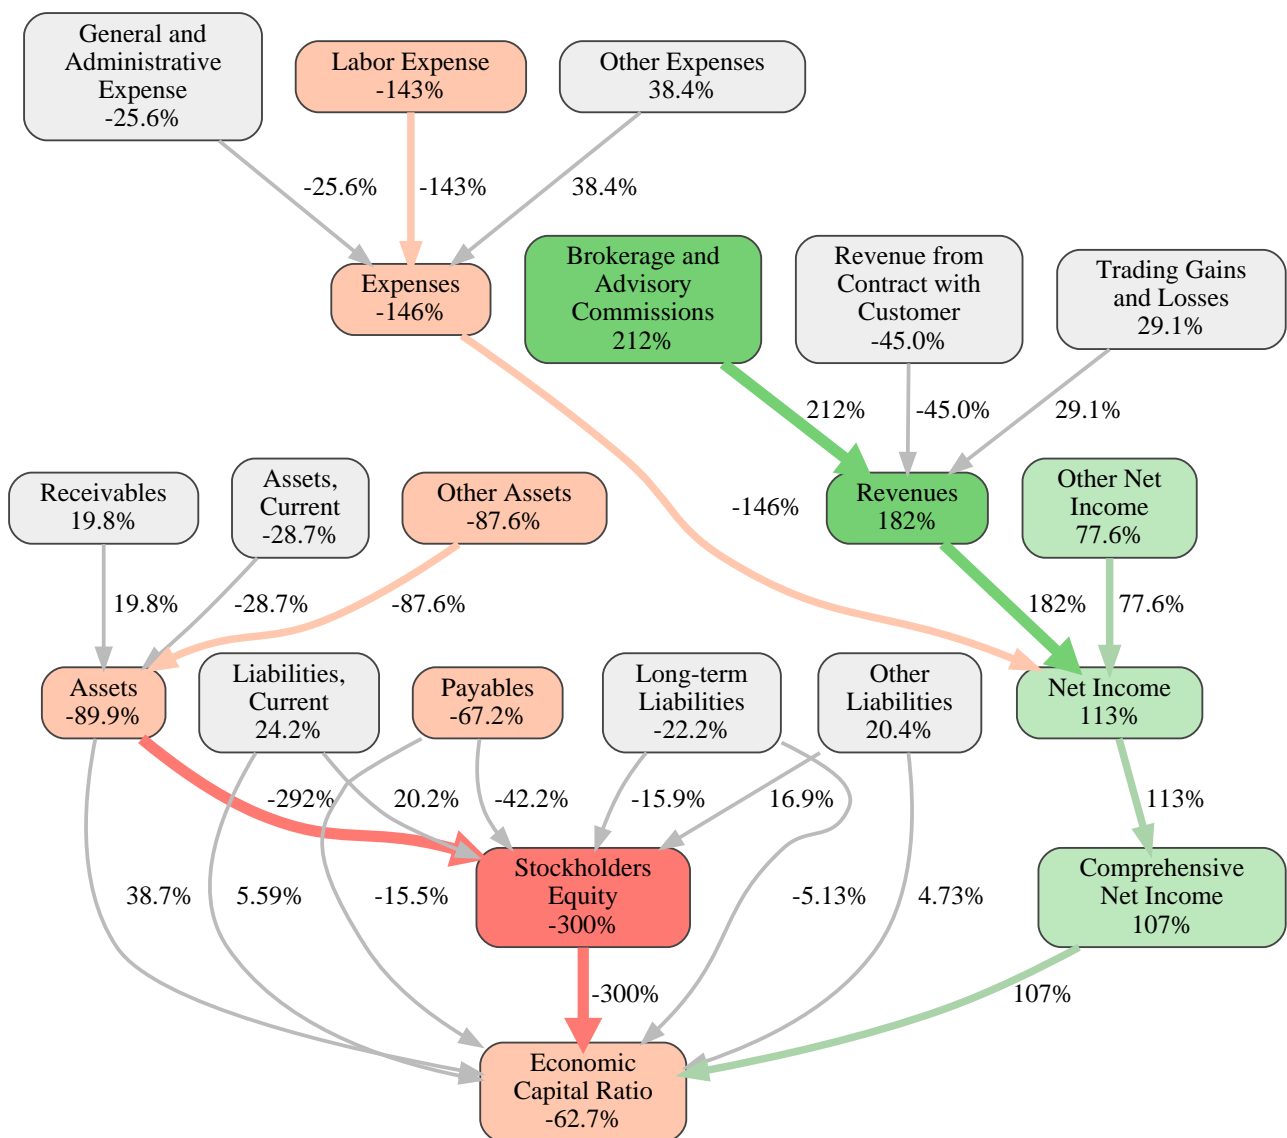 General and
Administrative
Expense
-25.6%
Labor Expense
-143%
Other Expenses
38.4%
-25.6%
-143%
38.4%
Expenses
-146%
Brokerage and
Advisory
Commissions
212%
Revenue from
Contract with
Customer
-45.0%
Trading Gains
and Losses
29.1%
212%
-45.0%
29.1%
Receivables
19.8%
Assets,
Current
-28.7%
Other Assets
-87.6%
-146%
Revenues
182%
Other Net
Income
77.6%
19.8%
-28.7%
-87.6%
182%
77.6%
Assets
-89.9%
Liabilities,
Current
24.2%
Payables
-67.2%
Long-term
Liabilities
-22.2%
Other
Liabilities
20.4%
Net Income
113%
-292%
20.2%
-42.2%
-15.9%
16.9%
113%
38.7%
5.59%
-15.5%
Stockholders
Equity
-300%
-5.13%
4.73%
Comprehensive
Net Income
107%
-300%
107%
Economic
Capital Ratio
-62.7%